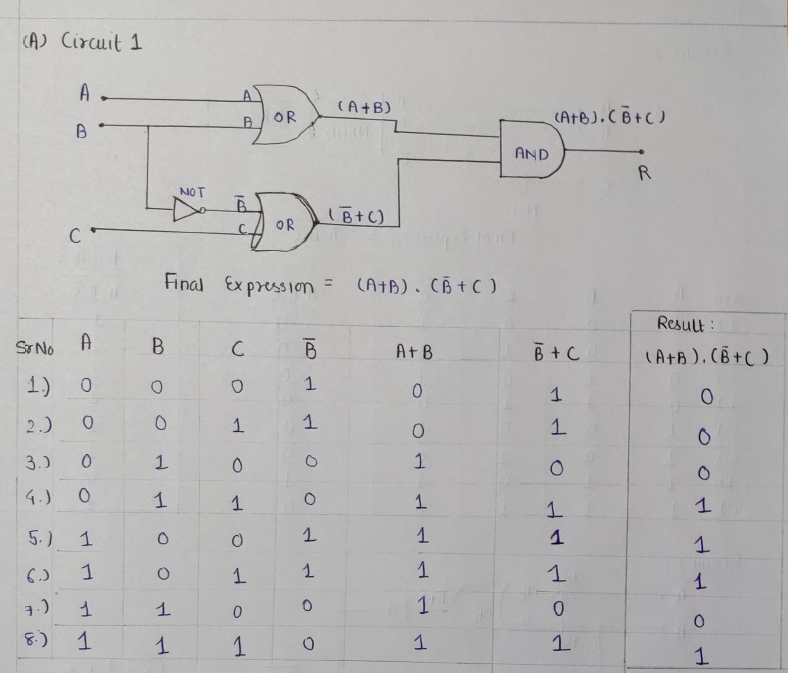 (A) Circuit 1
A A OR (A+B) (A+B).(B̅+C)
B B
AND
R
NOT B̅ (B̅+C)
C C OR
Final Expression = (A+B).(B̅+C)
Result:
SrNo A B C B̅ A+B B̅+C (A+B).(B̅+C)
1.) 0 0 0 1 0 1 0
2.) 0 0 1 1 0 1 0
3.) 0 1 0 0 1 0 0
4.) 0 1 1 0 1 1 1
5.) 1 0 0 1 1 1 1
6.) 1 0 1 1 1 1 1
7.) 1 1 0 0 1 0 0
8.) 1 1 1 0 1 1 1